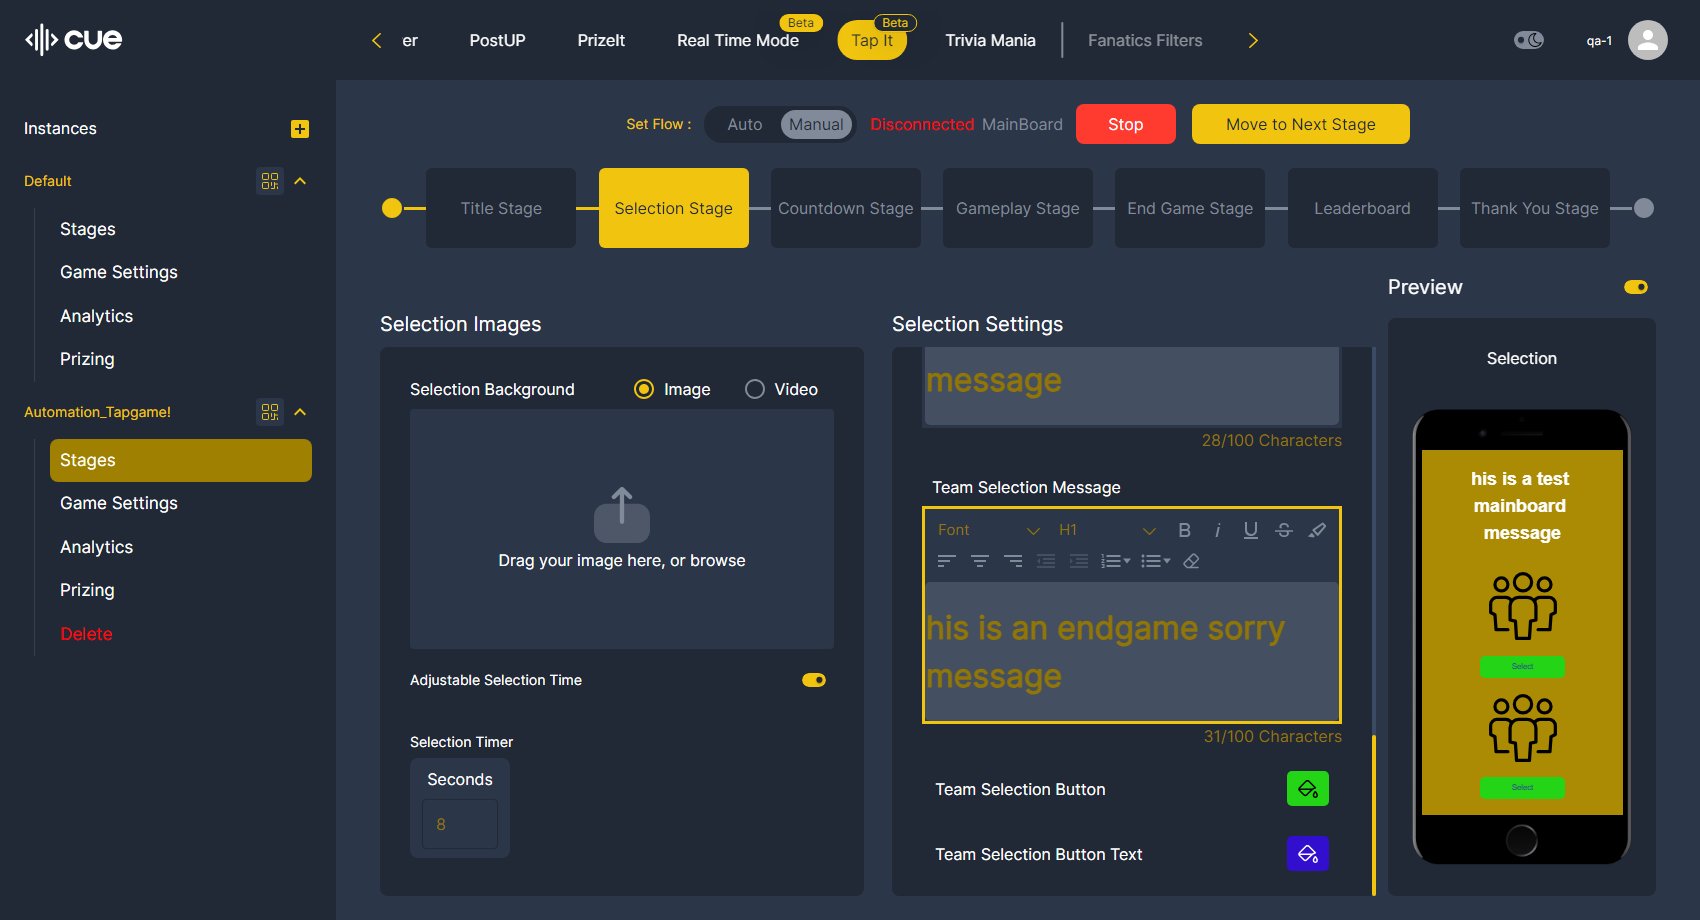 cue
er
PostUP
PrizeIt
Real Time Mode
Beta
Tap It
Beta
Trivia Mania
Fanatics Filters
qa-1
Instances
Default
Stages
Game Settings
Analytics
Prizing
Automation_Tapgame!
Stages
Game Settings
Analytics
Prizing
Delete
Set Flow :
Auto
Manual
Disconnected MainBoard
Stop
Move to Next Stage
Title Stage
Selection Stage
Countdown Stage
Gameplay Stage
End Game Stage
Leaderboard
Thank You Stage
Selection Images
Selection Background
Image
Video
Drag your image here, or browse
Adjustable Selection Time
Selection Timer
Seconds
8
Selection Settings
message
28/100 Characters
Team Selection Message
Font
H1
B
i
U
S
his is an endgame sorry
message
31/100 Characters
Team Selection Button
Team Selection Button Text
Preview
Selection
his is a test
mainboard
message
Select
Select